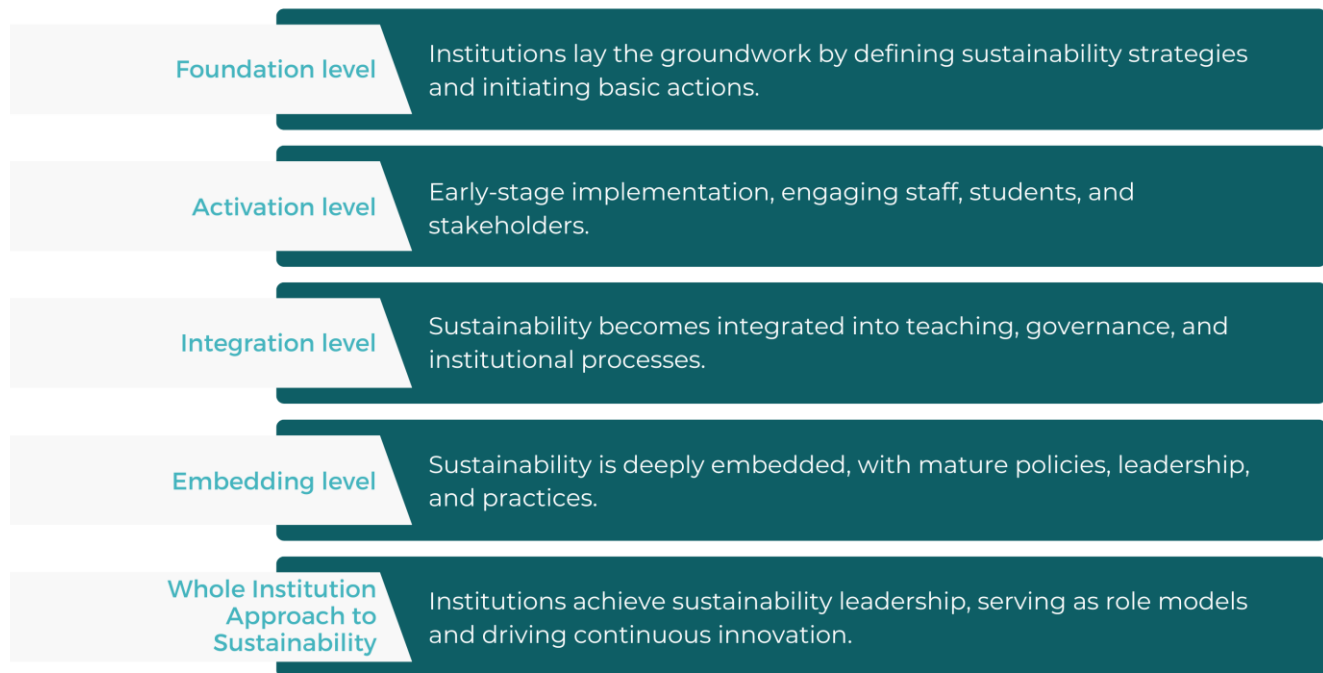 Foundation level
Institutions lay the groundwork by defining sustainability strategies
and initiating basic actions.
Activation level
Early-stage implementation, engaging staff, students, and
stakeholders.
Integration level
Sustainability becomes integrated into teaching, governance, and
institutional processes.
Embedding level
Sustainability is deeply embedded, with mature policies, leadership,
and practices.
Whole Institution
Approach to
Sustainability
Institutions achieve sustainability leadership, serving as role models
and driving continuous innovation.